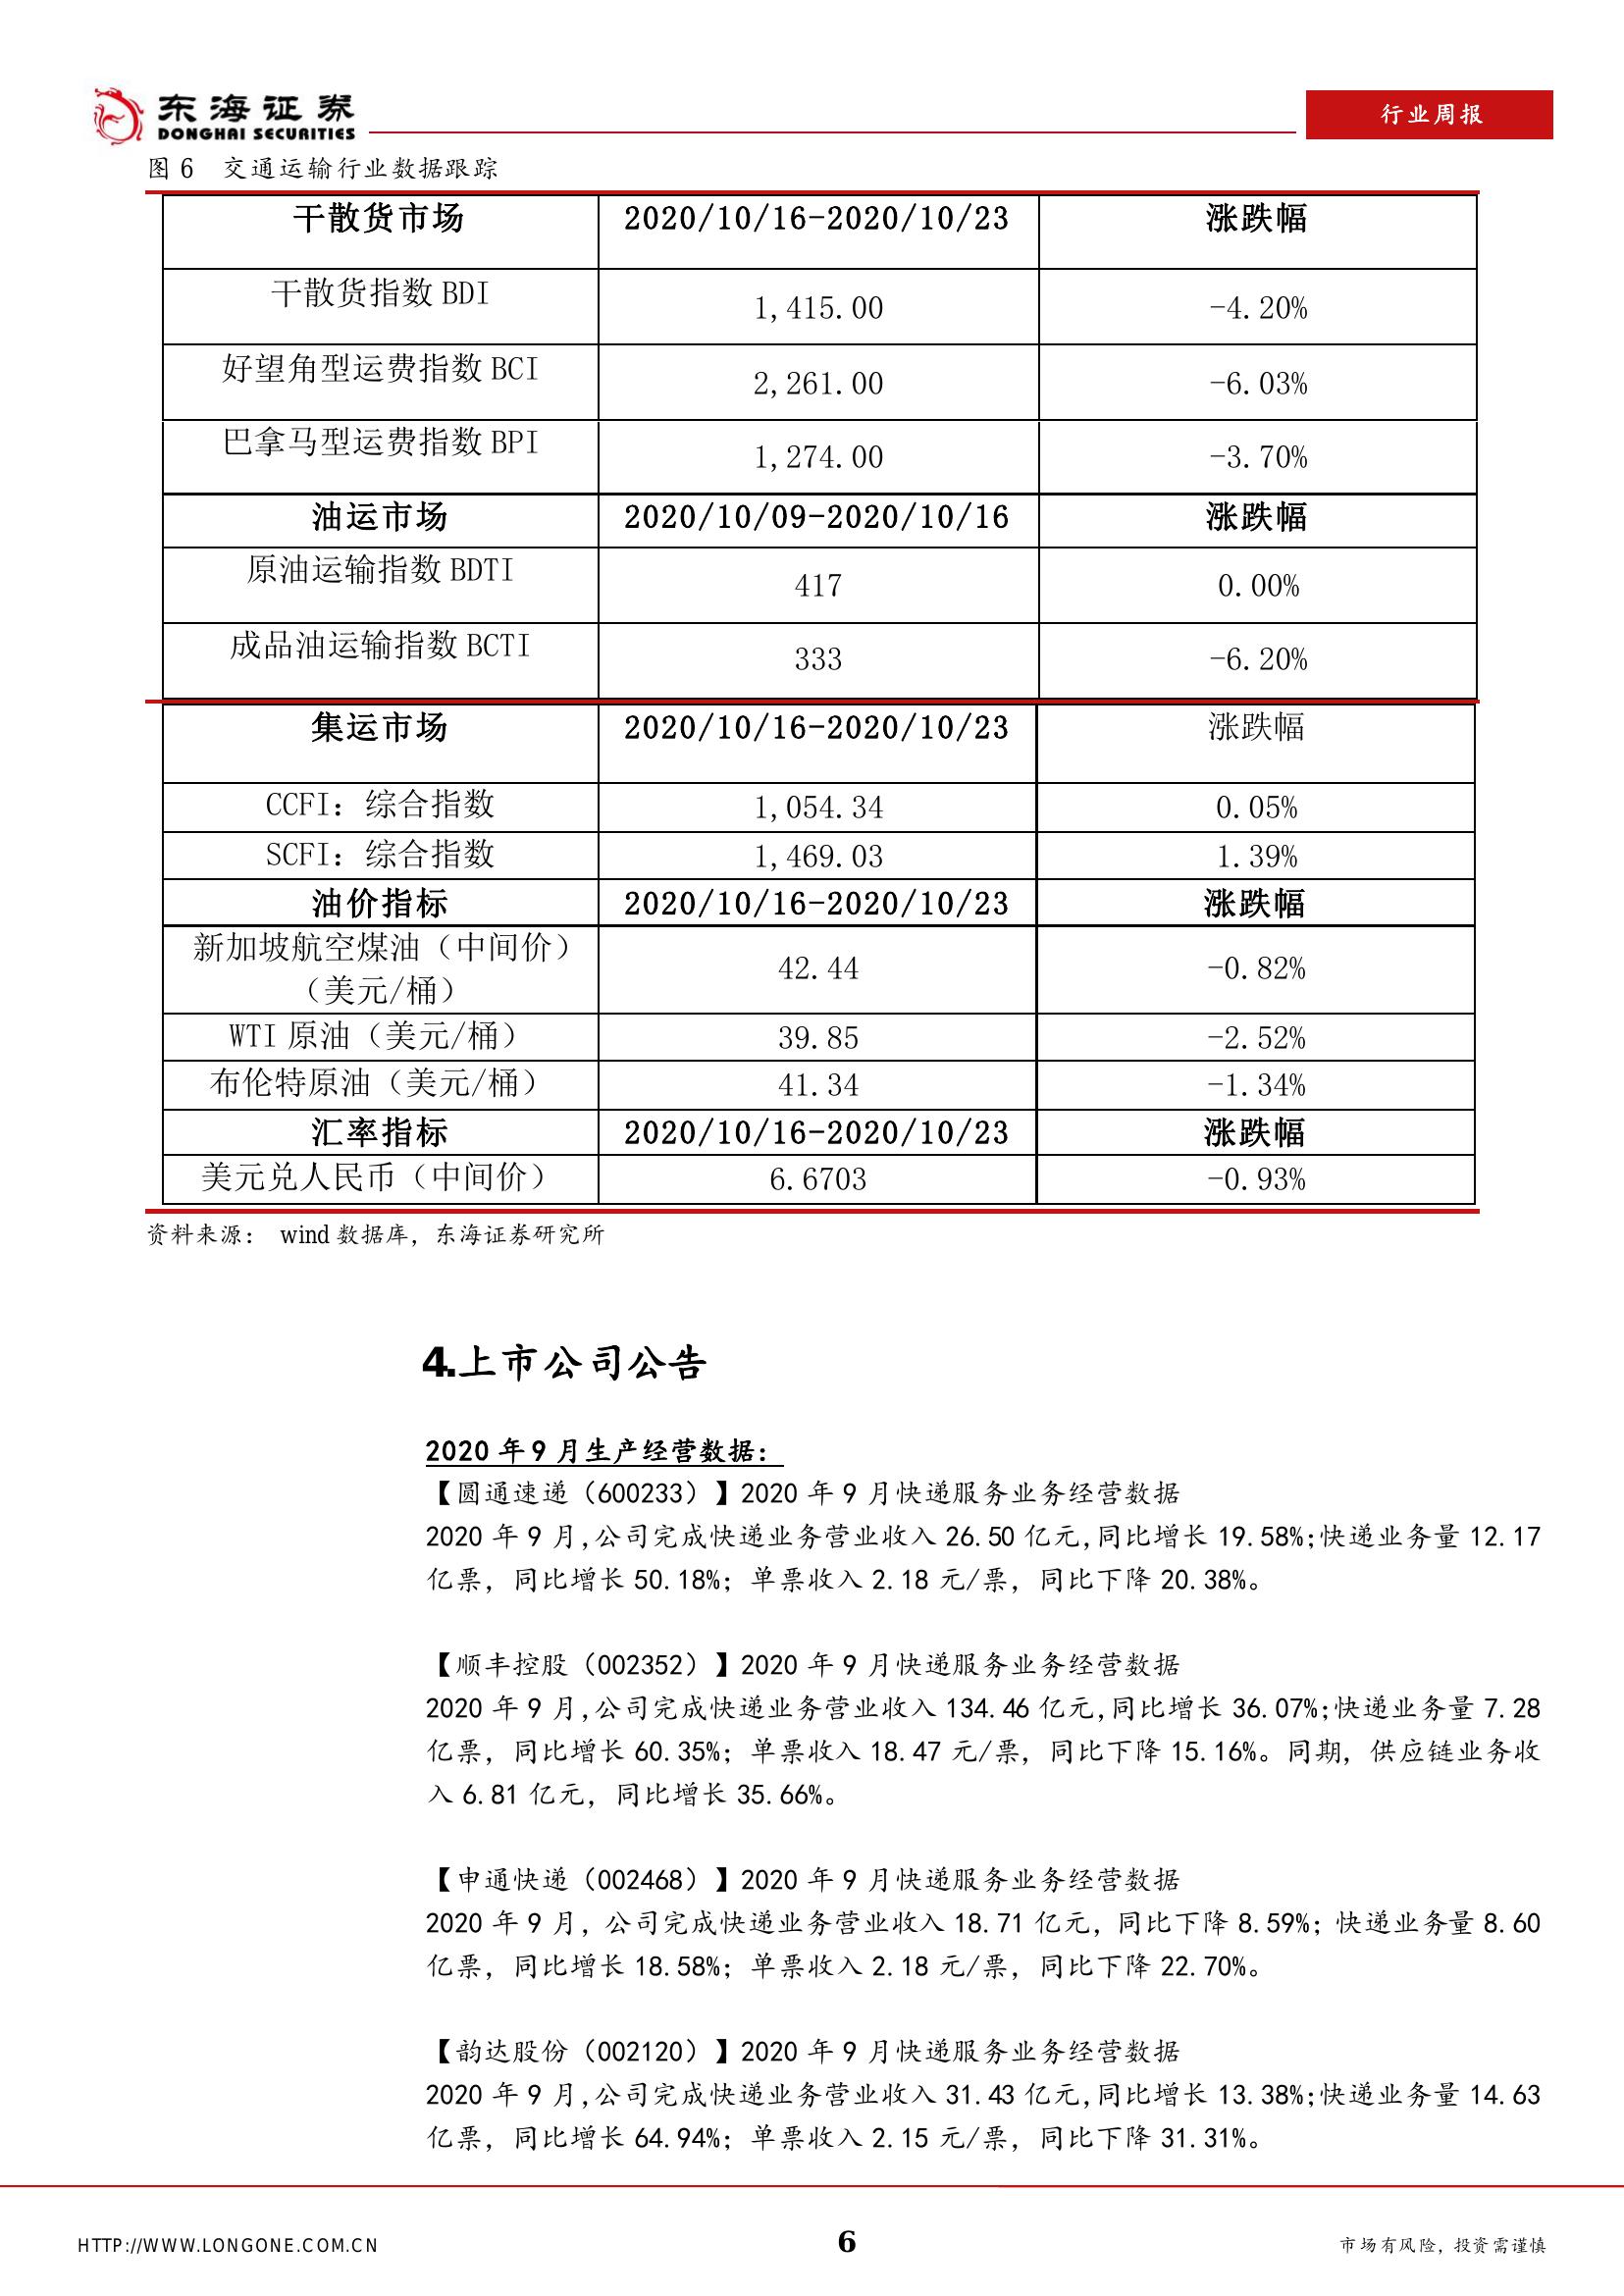 东海证券
DONGHAI SECURITIES
行业周报
图 6 交通运输行业数据跟踪
干散货市场 2020/10/16-2020/10/23 涨跌幅
干散货指数 BDI 1,415.00 -4.20%
好望角型运费指数 BCI 2,261.00 -6.03%
巴拿马型运费指数 BPI 1,274.00 -3.70%
油运市场 2020/10/09-2020/10/16 涨跌幅
原油运输指数 BDTI 417 0.00%
成品油运输指数 BCTI 333 -6.20%
集运市场 2020/10/16-2020/10/23 涨跌幅
CCFI：综合指数 1,054.34 0.05%
SCFI：综合指数 1,469.03 1.39%
油价指标 2020/10/16-2020/10/23 涨跌幅
新加坡航空煤油（中间价）
（美元/桶） 42.44 -0.82%
WTI 原油（美元/桶） 39.85 -2.52%
布伦特原油（美元/桶） 41.34 -1.34%
汇率指标 2020/10/16-2020/10/23 涨跌幅
美元兑人民币（中间价） 6.6703 -0.93%
资料来源： wind 数据库，东海证券研究所
4.上市公司公告
2020 年 9 月生产经营数据：
【圆通速递（600233）】2020 年 9 月快递服务业务经营数据
2020 年 9 月,公司完成快递业务营业收入 26.50 亿元,同比增长 19.58%;快递业务量 12.17
亿票，同比增长 50.18%；单票收入 2.18 元/票，同比下降 20.38%。
【顺丰控股（002352）】2020 年 9 月快递服务业务经营数据
2020 年 9 月,公司完成快递业务营业收入 134.46 亿元,同比增长 36.07%;快递业务量 7.28
亿票，同比增长 60.35%；单票收入 18.47 元/票，同比下降 15.16%。同期，供应链业务收
入 6.81 亿元，同比增长 35.66%。
【申通快递（002468）】2020 年 9 月快递服务业务经营数据
2020 年 9 月，公司完成快递业务营业收入 18.71 亿元，同比下降 8.59%；快递业务量 8.60
亿票，同比增长 18.58%；单票收入 2.18 元/票，同比下降 22.70%。
【韵达股份（002120）】2020 年 9 月快递服务业务经营数据
2020 年 9 月,公司完成快递业务营业收入 31.43 亿元,同比增长 13.38%;快递业务量 14.63
亿票，同比增长 64.94%；单票收入 2.15 元/票，同比下降 31.31%。
HTTP://WWW.LONGONE.COM.CN 6 市场有风险，投资需谨慎